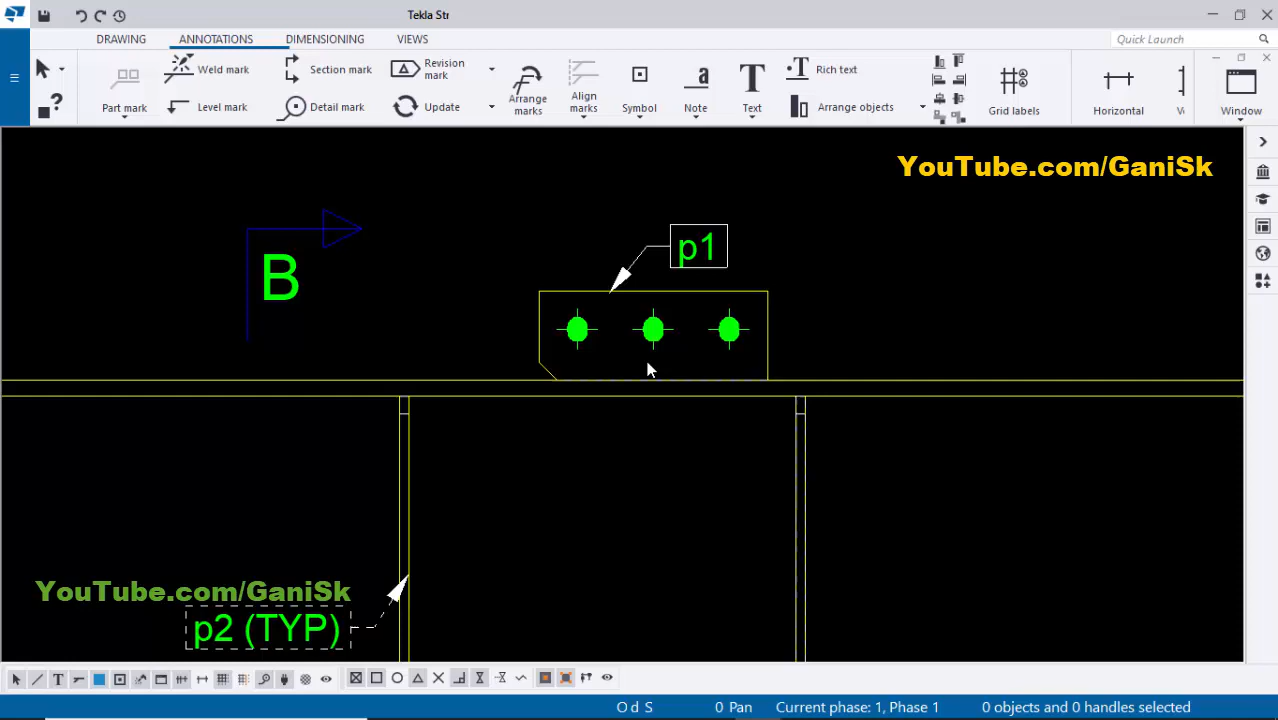 Tekla Str
DRAWING
ANNOTATIONS
DIMENSIONING
VIEWS
Quick Launch
Part mark
Weld mark
Level mark
Section mark
Detail mark
Revision mark
Update
Arrange marks
Align marks
Symbol
Note
Text
Rich text
Arrange objects
Grid labels
Horizontal
Window
YouTube.com/GaniSk
p1
B
YouTube.com/GaniSk
p2 (TYP)
O d S
0 Pan
Current phase: 1, Phase 1
0 objects and 0 handles selected